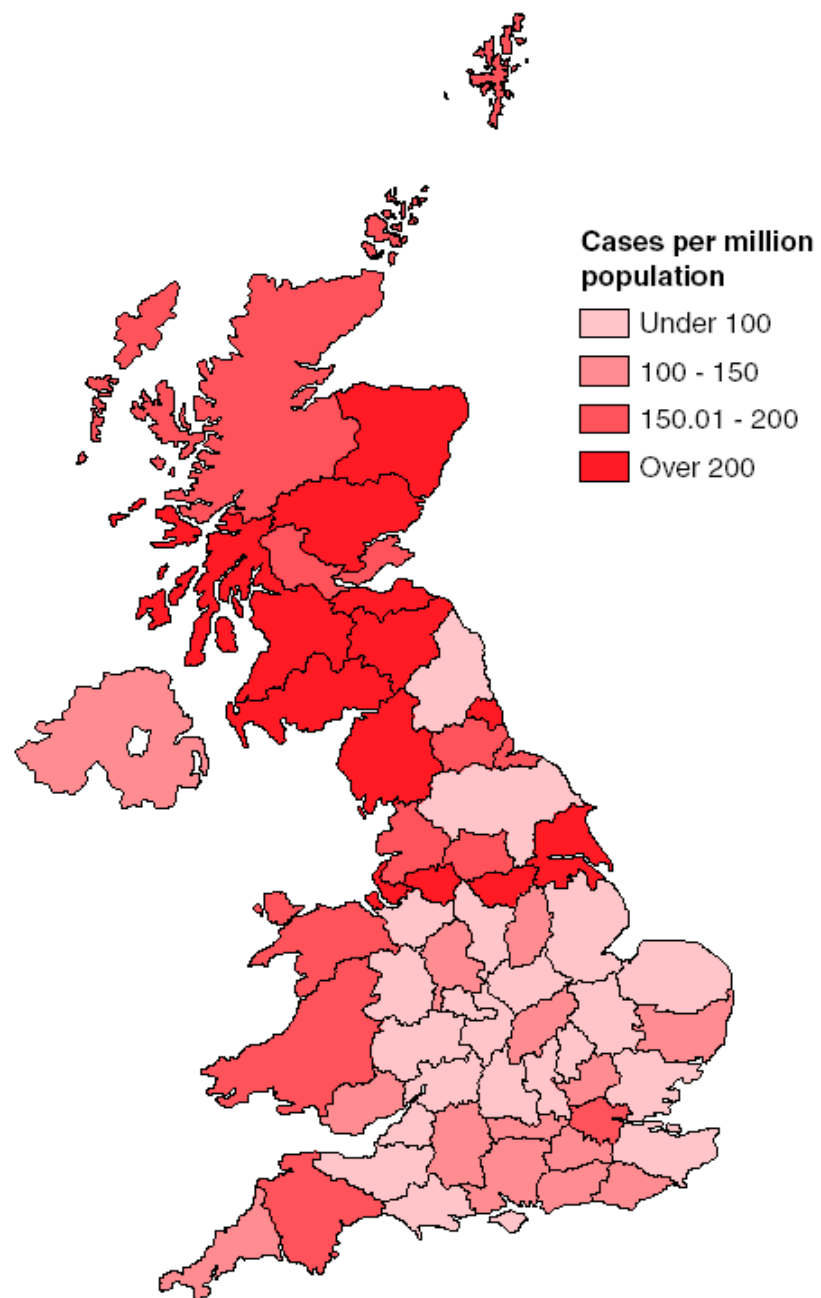 Cases per million
population
Under 100
100 - 150
150.01 - 200
Over 200